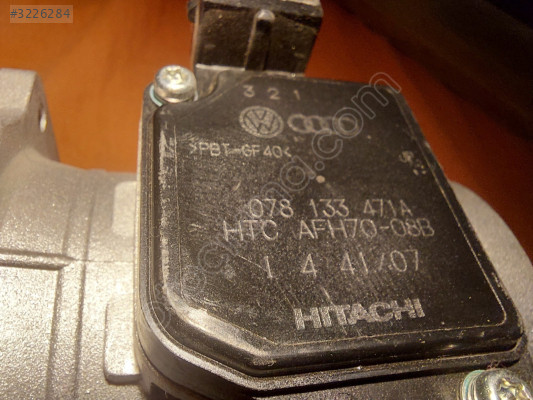 #3226284
3 2 1
>PBT-GF40<
078 133 471A
HTC AFH70-08B
1 4 41/07
HITACHI